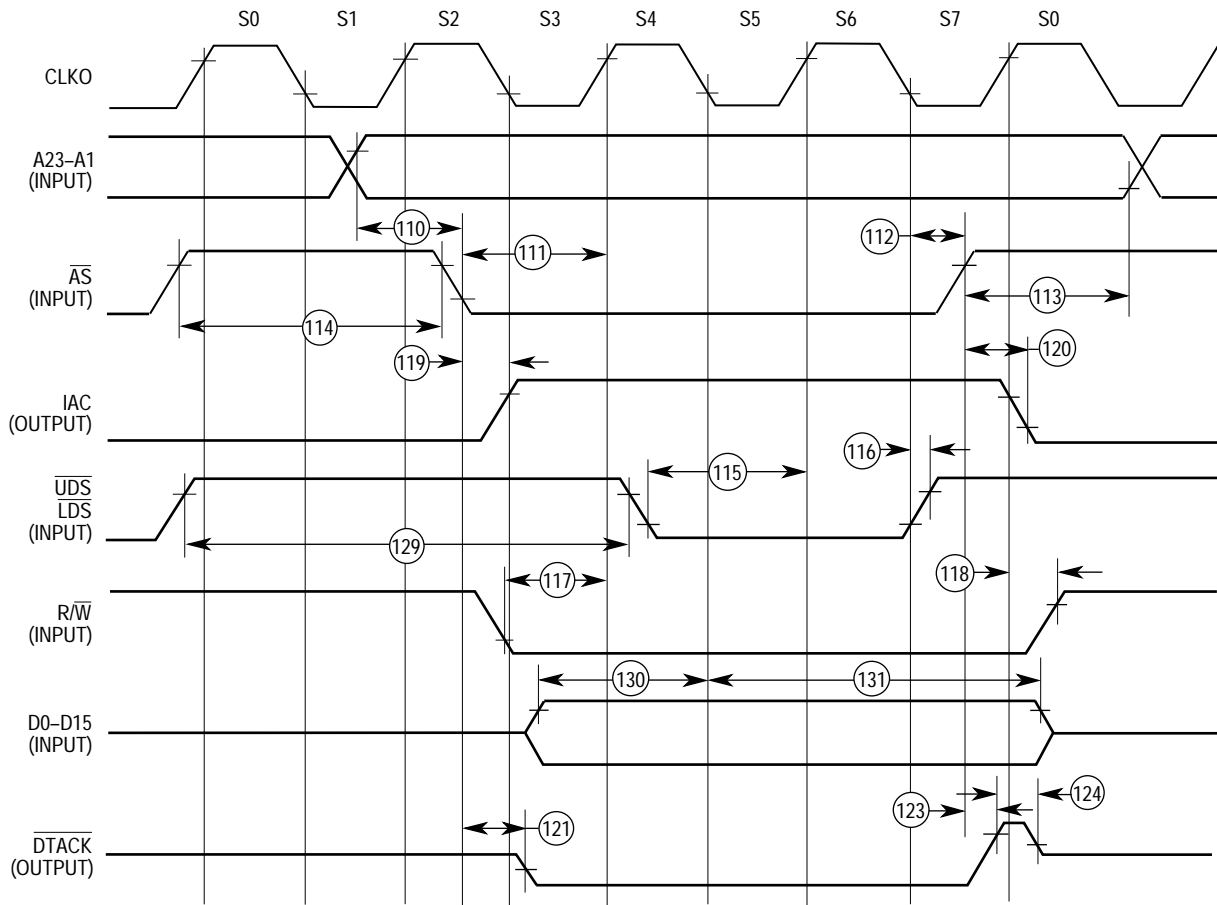 S0 S1 S2 S3 S4 S5 S6 S7 S0
CLKO
A23–A1
(INPUT)
110
111
112
AS
(INPUT)
113
114
119
120
IAC
(OUTPUT)
116
115
UDS
LDS
(INPUT)
129
117
118
R/W
(INPUT)
130
131
D0–D15
(INPUT)
124
123
121
DTACK
(OUTPUT)